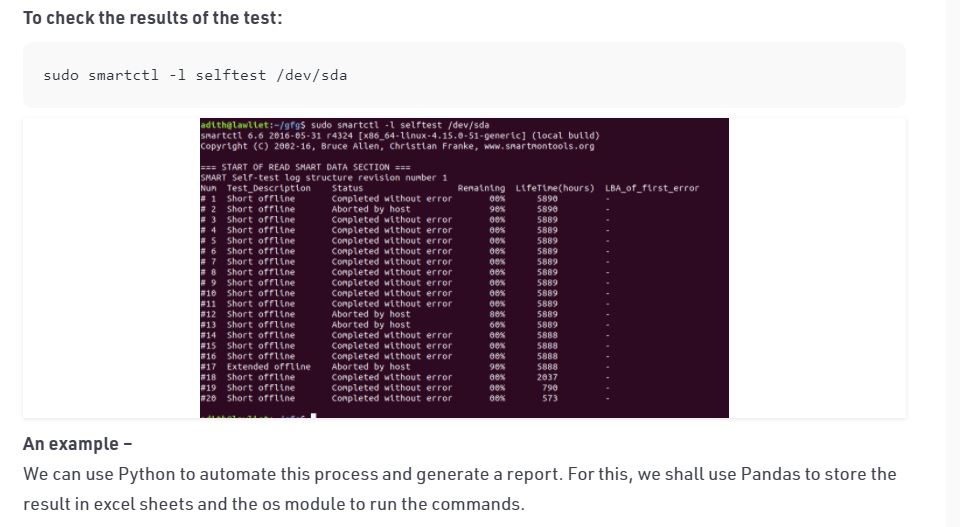 To check the results of the test:
sudo smartctl -l selftest /dev/sda
adith@lawliet:~/gfg$ sudo smartctl -l selftest /dev/sda
smartctl 6.6 2016-05-31 r4324 [x86_64-linux-4.15.0-51-generic] (local build)
Copyright (C) 2002-16, Bruce Allen, Christian Franke, www.smartmontools.org
=== START OF READ SMART DATA SECTION ===
SMART Self-test log structure revision number 1
Num Test_Description Status Remaining LifeTime(hours) LBA_of_first_error
# 1 Short offline Completed without error 00% 5890 -
# 2 Short offline Aborted by host 90% 5890 -
# 3 Short offline Completed without error 00% 5889 -
# 4 Short offline Completed without error 00% 5889 -
# 5 Short offline Completed without error 00% 5889 -
# 6 Short offline Completed without error 00% 5889 -
# 7 Short offline Completed without error 00% 5889 -
# 8 Short offline Completed without error 00% 5889 -
# 9 Short offline Completed without error 00% 5889 -
#10 Short offline Completed without error 00% 5889 -
#11 Short offline Completed without error 00% 5889 -
#12 Short offline Aborted by host 80% 5889 -
#13 Short offline Aborted by host 60% 5889 -
#14 Short offline Completed without error 00% 5888 -
#15 Short offline Completed without error 00% 5888 -
#16 Short offline Completed without error 00% 5888 -
#17 Extended offline Aborted by host 90% 5888 -
#18 Short offline Completed without error 00% 2037 -
#19 Short offline Completed without error 00% 790 -
#20 Short offline Completed without error 00% 573 -
An example –
We can use Python to automate this process and generate a report. For this, we shall use Pandas to store the
result in excel sheets and the os module to run the commands.